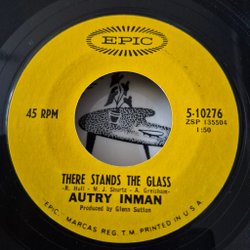 EPIC
45 RPM
5-10276
ZSP 135504
1:50
THERE STANDS THE GLASS
-R. Hall - M. J. Shurtz - A. Greisham-
AUTRY INMAN
Produced by Glenn Sutton
EPIC, MARCAS REG. T.M. PRINTED IN U.S.A.